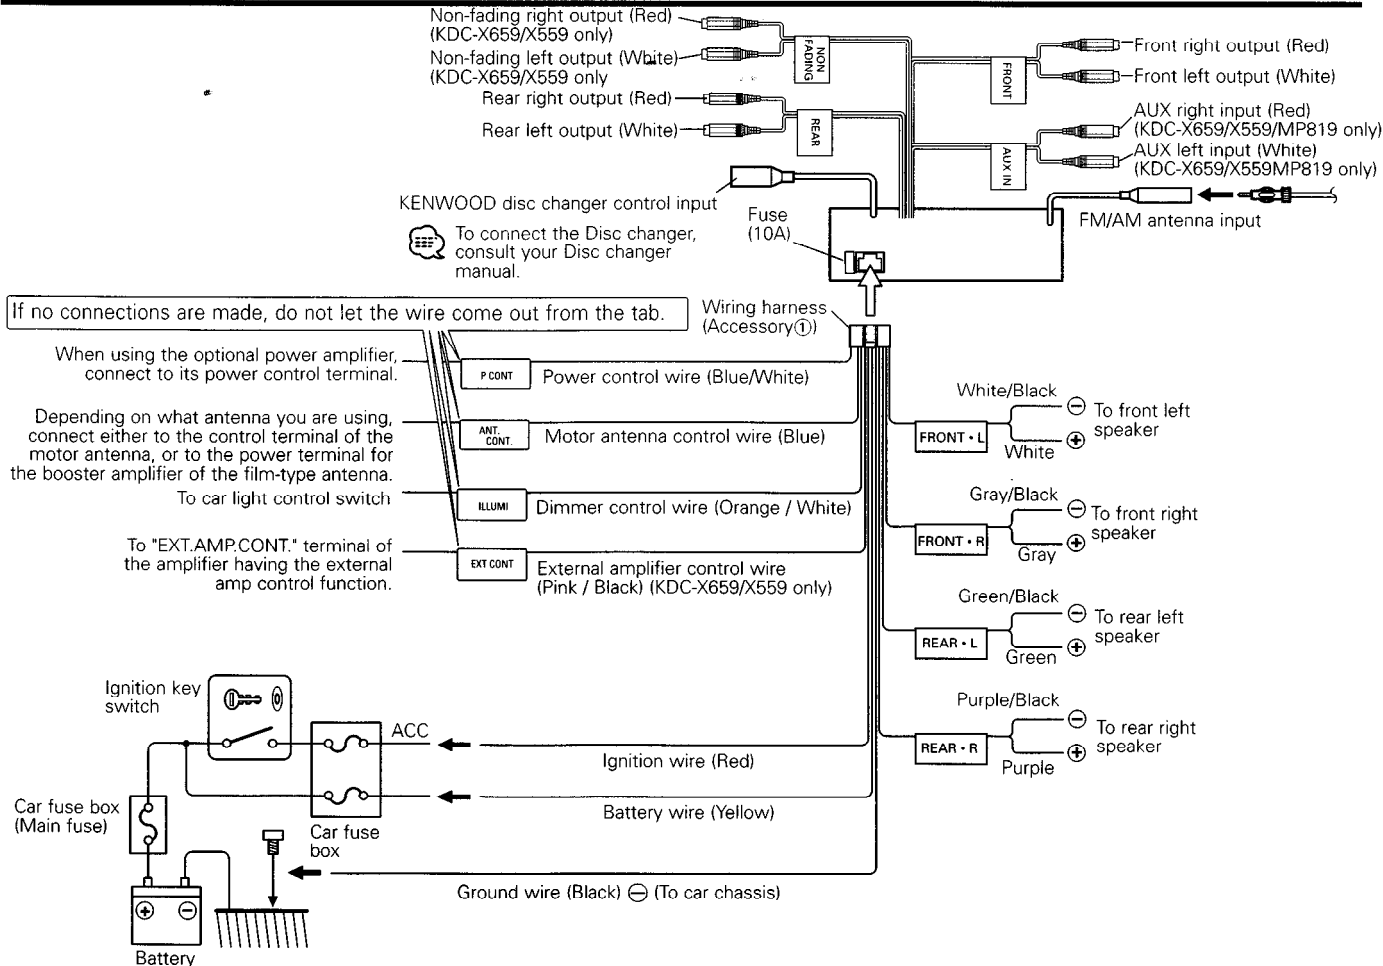 Non-fading right output (Red)
(KDC-X659/X559 only)
Non-fading left output (White)
(KDC-X659/X559 only
Rear right output (Red)
Rear left output (White)
NON
FADING
REAR
FRONT
AUX IN
Front right output (Red)
Front left output (White)
AUX right input (Red)
(KDC-X659/X559/MP819 only)
AUX left input (White)
(KDC-X659/X559MP819 only)
KENWOOD disc changer control input
To connect the Disc changer,
consult your Disc changer
manual.
Fuse
(10A)
FM/AM antenna input
If no connections are made, do not let the wire come out from the tab.
Wiring harness
(Accessory①)
When using the optional power amplifier,
connect to its power control terminal.
P CONT
Power control wire (Blue/White)
Depending on what antenna you are using,
connect either to the control terminal of the
motor antenna, or to the power terminal for
the booster amplifier of the film-type antenna.
ANT.
CONT.
Motor antenna control wire (Blue)
To car light control switch
ILLUMI
Dimmer control wire (Orange / White)
To "EXT.AMP.CONT." terminal of
the amplifier having the external
amp control function.
EXT CONT
External amplifier control wire
(Pink / Black) (KDC-X659/X559 only)
White/Black
FRONT • L
White
⊖ To front left
⊕ speaker
Gray/Black
FRONT • R
Gray
⊖ To front right
⊕ speaker
Green/Black
REAR • L
Green
⊖ To rear left
⊕ speaker
Purple/Black
REAR • R
Purple
⊖ To rear right
⊕ speaker
Ignition key
switch
ACC
Ignition wire (Red)
Battery wire (Yellow)
Car fuse box
(Main fuse)
Car fuse
box
Ground wire (Black) ⊖ (To car chassis)
⊕ ⊖
Battery